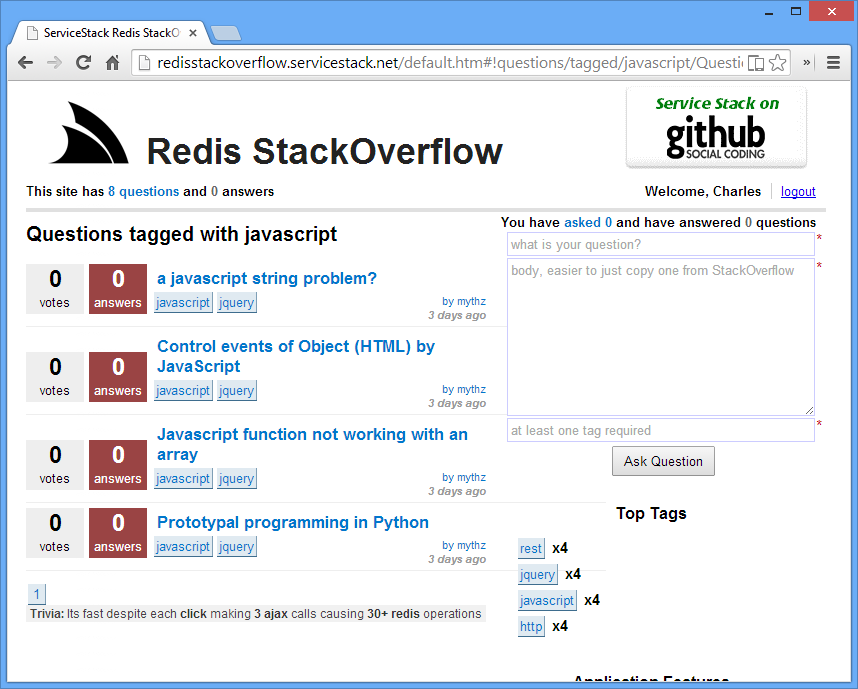 ServiceStack Redis StackO
redisstackoverflow.servicestack.net/default.htm#!questions/tagged/javascript/Questi
Service Stack on
github
SOCIAL CODING
Redis StackOverflow
This site has 8 questions and 0 answers
Welcome, Charles
logout
Questions tagged with javascript
0 votes
0 answers
a javascript string problem?
javascript jquery
by mythz
3 days ago
0 votes
0 answers
Control events of Object (HTML) by
JavaScript
javascript jquery
by mythz
3 days ago
0 votes
0 answers
Javascript function not working with an
array
javascript jquery
by mythz
3 days ago
0 votes
0 answers
Prototypal programming in Python
javascript jquery
by mythz
3 days ago
1
Trivia: Its fast despite each click making 3 ajax calls causing 30+ redis operations
You have asked 0 and have answered 0 questions
what is your question? *
body, easier to just copy one from StackOverflow *
at least one tag required *
Ask Question
Top Tags
rest x4
jquery x4
javascript x4
http x4
Application Features